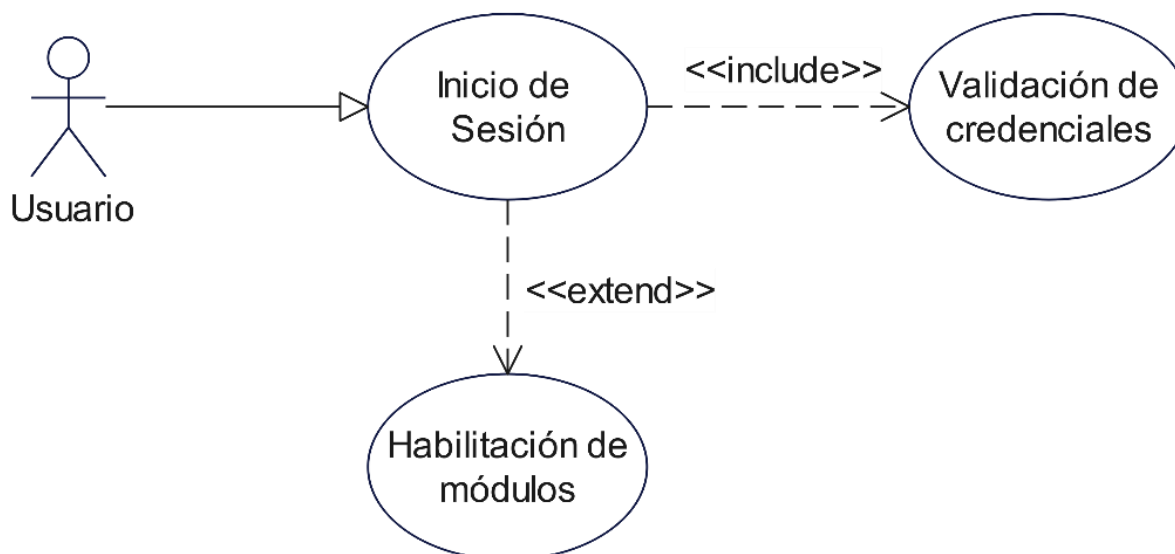 Usuario
Inicio de
Sesión
<<include>>
Validación de
credenciales
<<extend>>
Habilitación de
módulos